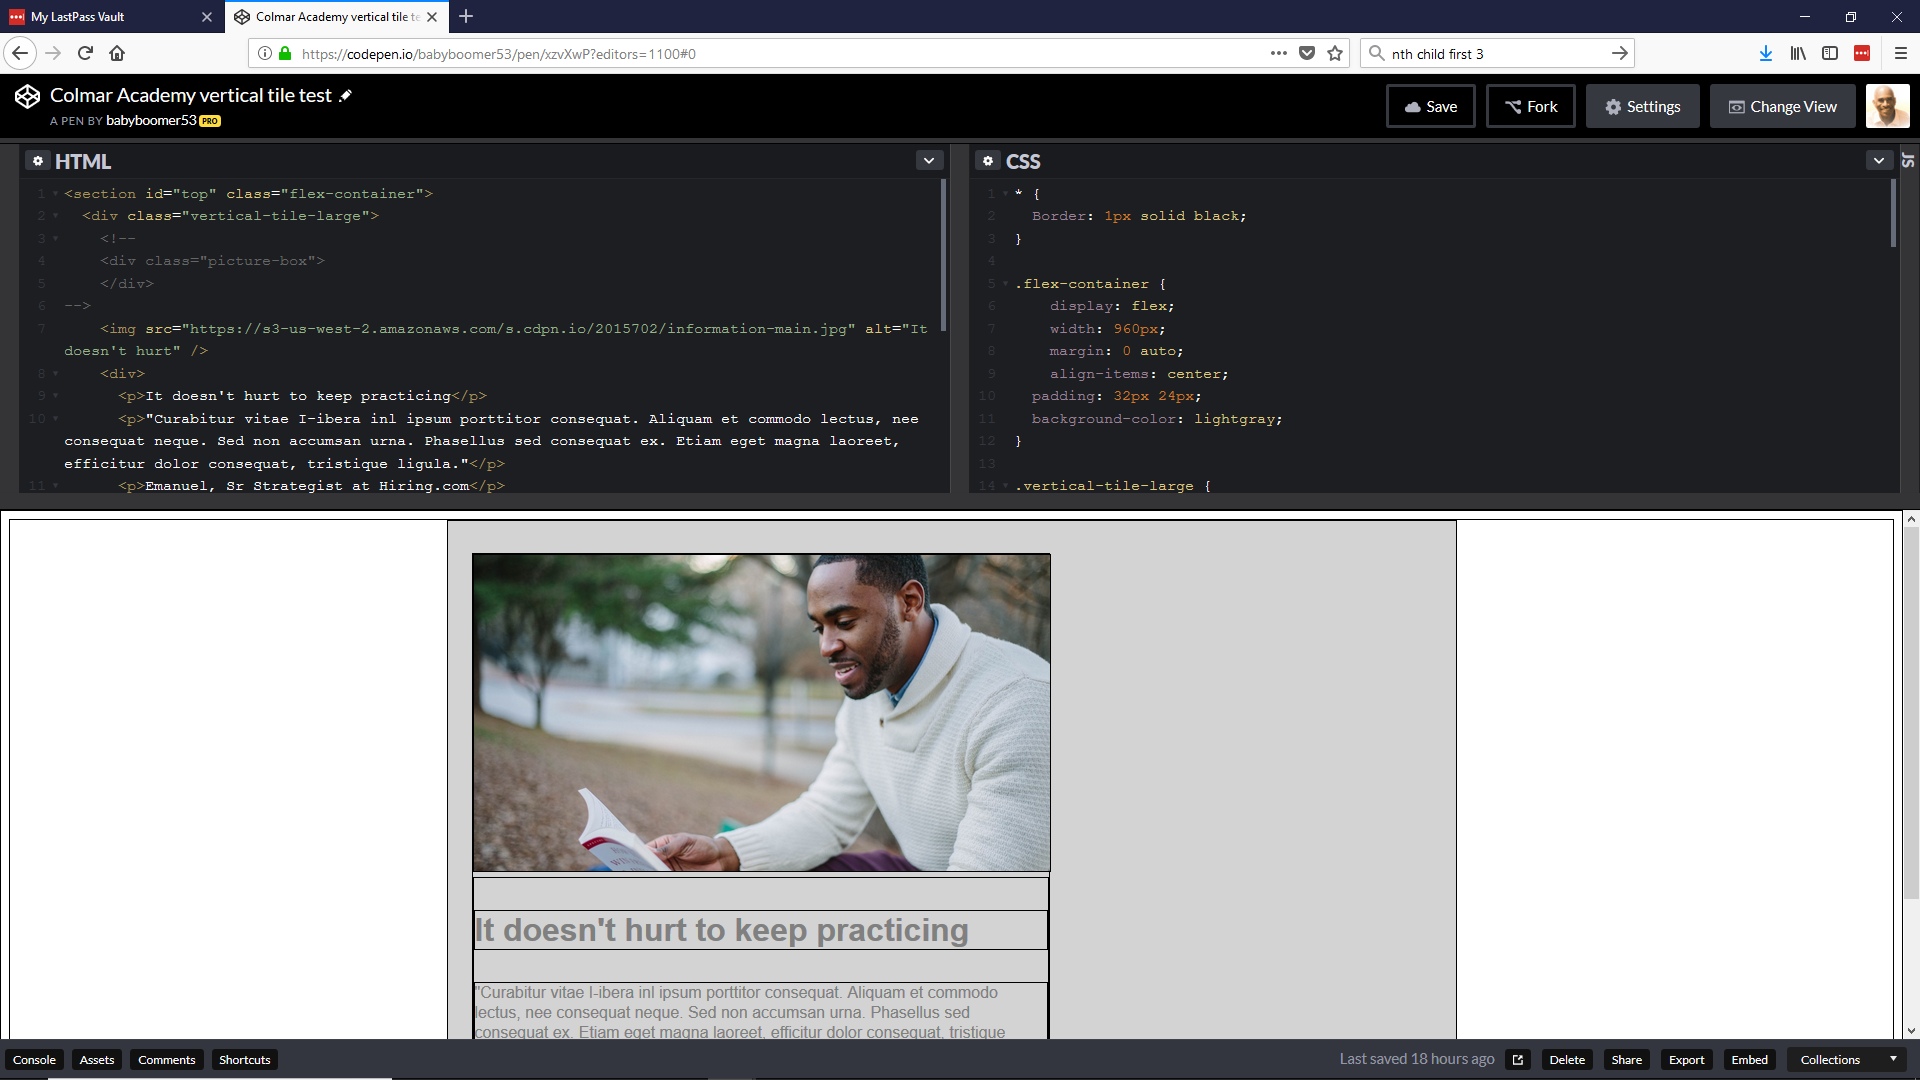 My LastPass Vault
Colmar Academy vertical tile te
https://codepen.io/babyboomer53/pen/xzvXwP?editors=1100#0
nth child first 3
Colmar Academy vertical tile test
A PEN BY babyboomer53 PRO
Save
Fork
Settings
Change View
HTML
1 <section id="top" class="flex-container">
2 <div class="vertical-tile-large">
3 <!--
4 <div class="picture-box">
5 </div>
6 -->
7 <img src="https://s3-us-west-2.amazonaws.com/s.cdpn.io/2015702/information-main.jpg" alt="It
doesn't hurt" />
8 <div>
9 <p>It doesn't hurt to keep practicing</p>
10 <p>"Curabitur vitae I-ibera inl ipsum porttitor consequat. Aliquam et commodo lectus, nee
consequat neque. Sed non accumsan urna. Phasellus sed consequat ex. Etiam eget magna laoreet,
efficitur dolor consequat, tristique ligula."</p>
11 <p>Emanuel, Sr Strategist at Hiring.com</p>
CSS
JS
1 * {
2 Border: 1px solid black;
3 }
4
5 .flex-container {
6 display: flex;
7 width: 960px;
8 margin: 0 auto;
9 align-items: center;
10 padding: 32px 24px;
11 background-color: lightgray;
12 }
13
14 .vertical-tile-large {
It doesn't hurt to keep practicing
"Curabitur vitae I-ibera inl ipsum porttitor consequat. Aliquam et commodo
lectus, nee consequat neque. Sed non accumsan urna. Phasellus sed
consequat ex. Etiam eget magna laoreet, efficitur dolor consequat, tristique
Console
Assets
Comments
Shortcuts
Last saved 18 hours ago
Delete
Share
Export
Embed
Collections